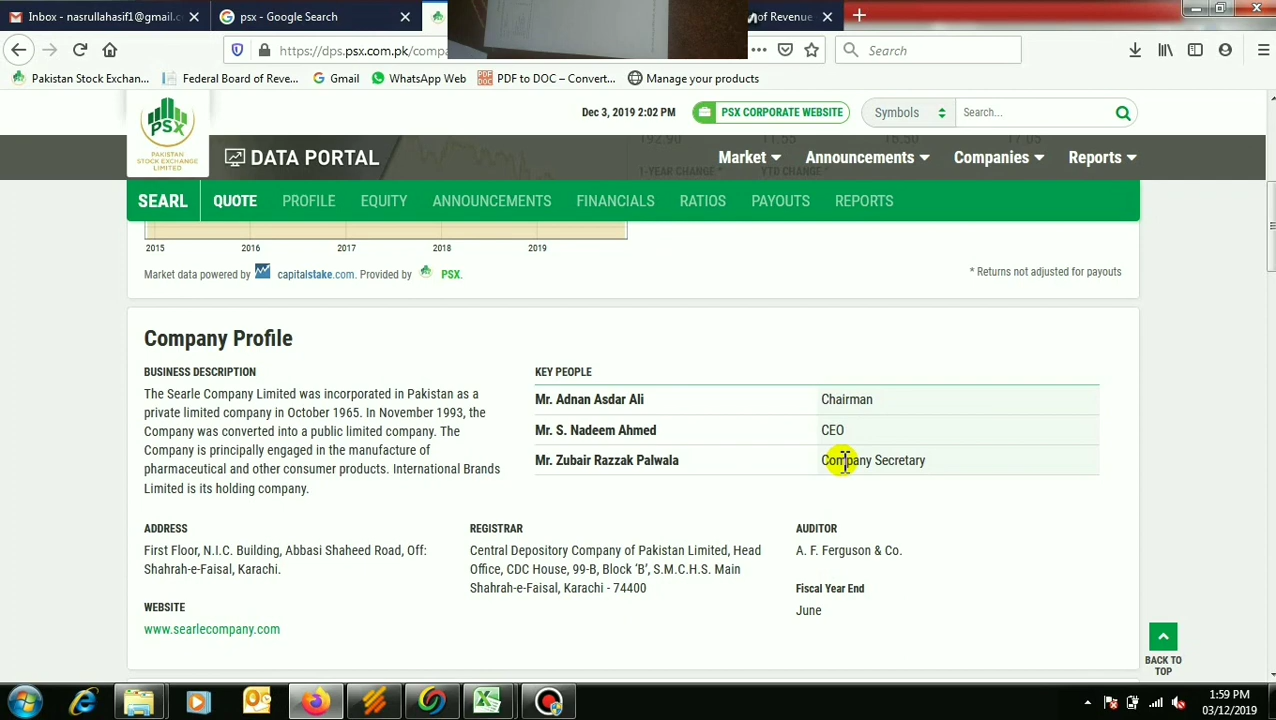 Inbox - nasrullahasif1@gmail.c
psx - Google Search
of Revenue
https://dps.psx.com.pk/compa
Search
Pakistan Stock Exchan...
Federal Board of Reve...
Gmail
WhatsApp Web
PDF to DOC – Convert...
Manage your products
PSX
PAKISTAN
STOCK EXCHANGE
LIMITED
Dec 3, 2019 2:02 PM
PSX CORPORATE WEBSITE
Symbols
Search...
DATA PORTAL
Market
Announcements
Companies
Reports
1-YEAR CHANGE *
YTD CHANGE *
SEARL
QUOTE
PROFILE
EQUITY
ANNOUNCEMENTS
FINANCIALS
RATIOS
PAYOUTS
REPORTS
2015 2016 2017 2018 2019
Market data powered by capitalstake.com. Provided by PSX.
* Returns not adjusted for payouts
Company Profile
BUSINESS DESCRIPTION
The Searle Company Limited was incorporated in Pakistan as a
private limited company in October 1965. In November 1993, the
Company was converted into a public limited company. The
Company is principally engaged in the manufacture of
pharmaceutical and other consumer products. International Brands
Limited is its holding company.
KEY PEOPLE
Mr. Adnan Asdar Ali Chairman
Mr. S. Nadeem Ahmed CEO
Mr. Zubair Razzak Palwala Company Secretary
ADDRESS
First Floor, N.I.C. Building, Abbasi Shaheed Road, Off:
Shahrah-e-Faisal, Karachi.
WEBSITE
www.searlecompany.com
REGISTRAR
Central Depository Company of Pakistan Limited, Head
Office, CDC House, 99-B, Block ‘B’, S.M.C.H.S. Main
Shahrah-e-Faisal, Karachi - 74400
AUDITOR
A. F. Ferguson & Co.
Fiscal Year End
June
BACK TO
TOP
1:59 PM
03/12/2019